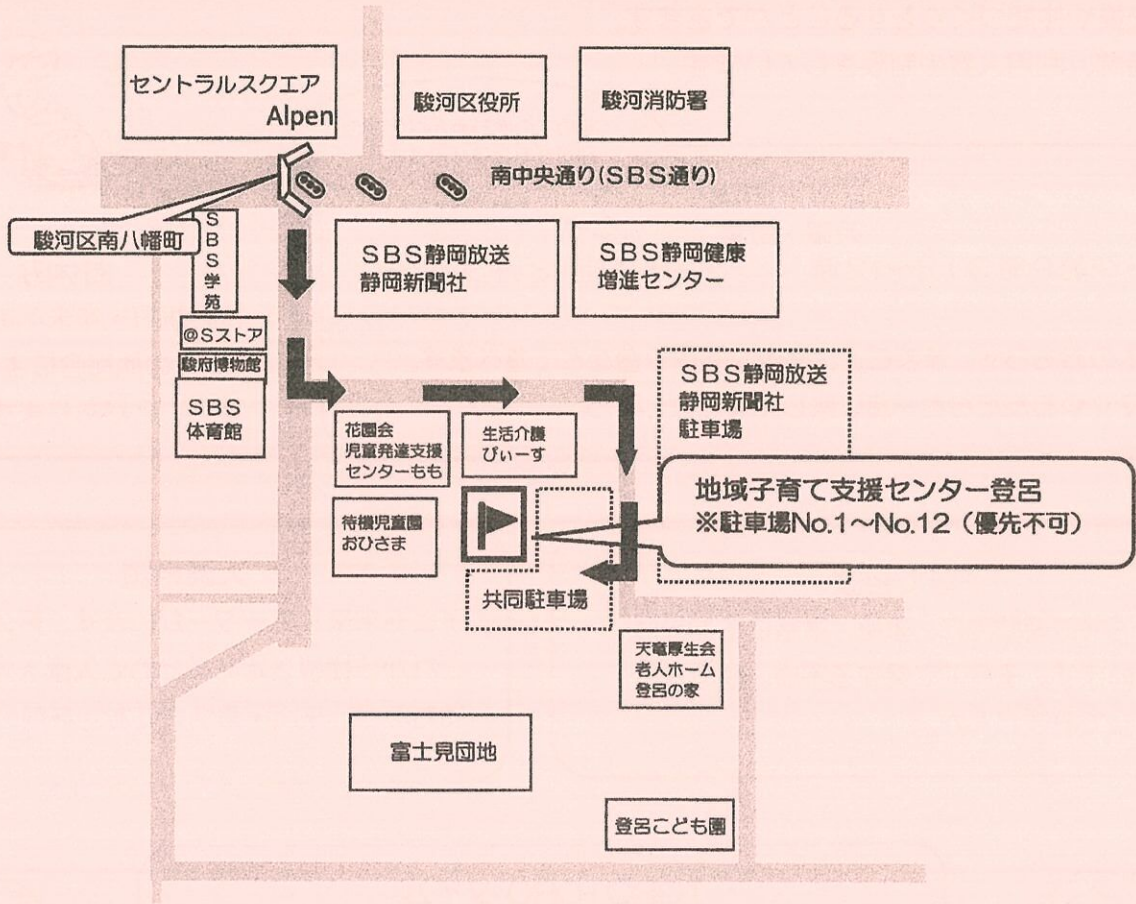 セントラルスクエア
Alpen
駿河区役所
駿河消防署
南中央通り(SBS通り)
駿河区南八幡町
SBS学苑
SBS静岡放送
静岡新聞社
SBS静岡健康
増進センター
@Sストア
駿府博物館
SBS
体育館
花園会
児童発達支援
センターもも
生活介護
ぴぃーす
SBS静岡放送
静岡新聞社
駐車場
地域子育て支援センター登呂
※駐車場No.1～No.12（優先不可）
待機児童園
おひさま
共同駐車場
天竜厚生会
老人ホーム
登呂の家
富士見団地
登呂こども園